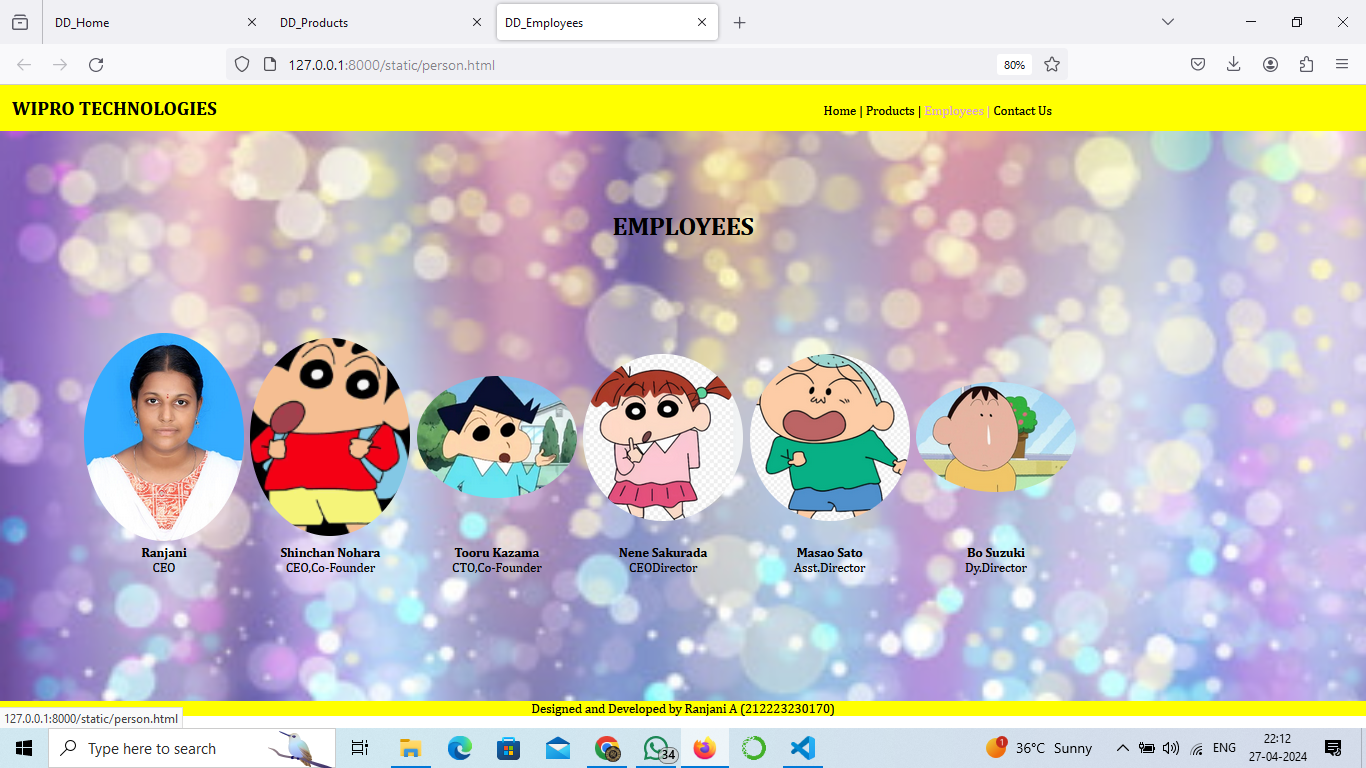 DD_Home
DD_Products
DD_Employees
127.0.0.1:8000/static/person.html
80%
WIPRO TECHNOLOGIES
Home | Products | Employees | Contact Us
EMPLOYEES
Ranjani
CEO
Shinchan Nohara
CEO,Co-Founder
Tooru Kazama
CTO,Co-Founder
Nene Sakurada
CEODirector
Masao Sato
Asst.Director
Bo Suzuki
Dy.Director
Designed and Developed by Ranjani A (212223230170)
127.0.0.1:8000/static/person.html
Type here to search
34
1
36°C Sunny
ENG
22:12
27-04-2024